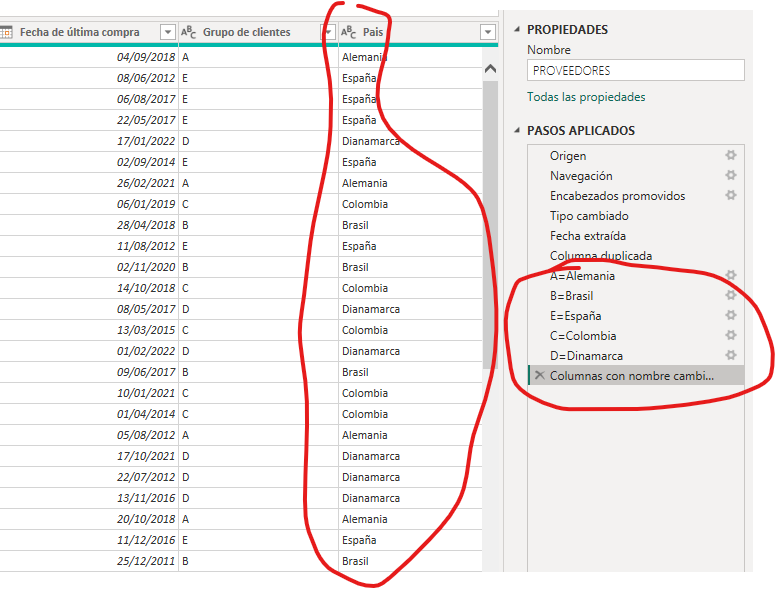 Fecha de última compra ABC Grupo de clientes ABC Pais
04/09/2018 A Alemania
08/06/2012 E España
06/08/2017 E España
22/05/2017 E España
17/01/2022 D Dianamarca
02/09/2014 E España
26/02/2021 A Alemania
06/01/2019 C Colombia
28/04/2018 B Brasil
11/08/2012 E España
02/11/2020 B Brasil
14/10/2018 C Colombia
08/05/2017 D Dianamarca
13/03/2015 C Colombia
01/02/2022 D Dianamarca
09/06/2017 B Brasil
10/01/2021 C Colombia
01/04/2014 C Colombia
05/08/2012 A Alemania
17/10/2021 D Dianamarca
22/07/2012 D Dianamarca
13/11/2016 D Dianamarca
20/10/2018 A Alemania
11/12/2016 E España
25/12/2011 B Brasil
PROPIEDADES
Nombre
PROVEEDORES
Todas las propiedades
PASOS APLICADOS
Origen
Navegación
Encabezados promovidos
Tipo cambiado
Fecha extraída
Columna duplicada
A=Alemania
B=Brasil
E=España
C=Colombia
D=Dinamarca
Columnas con nombre cambi...